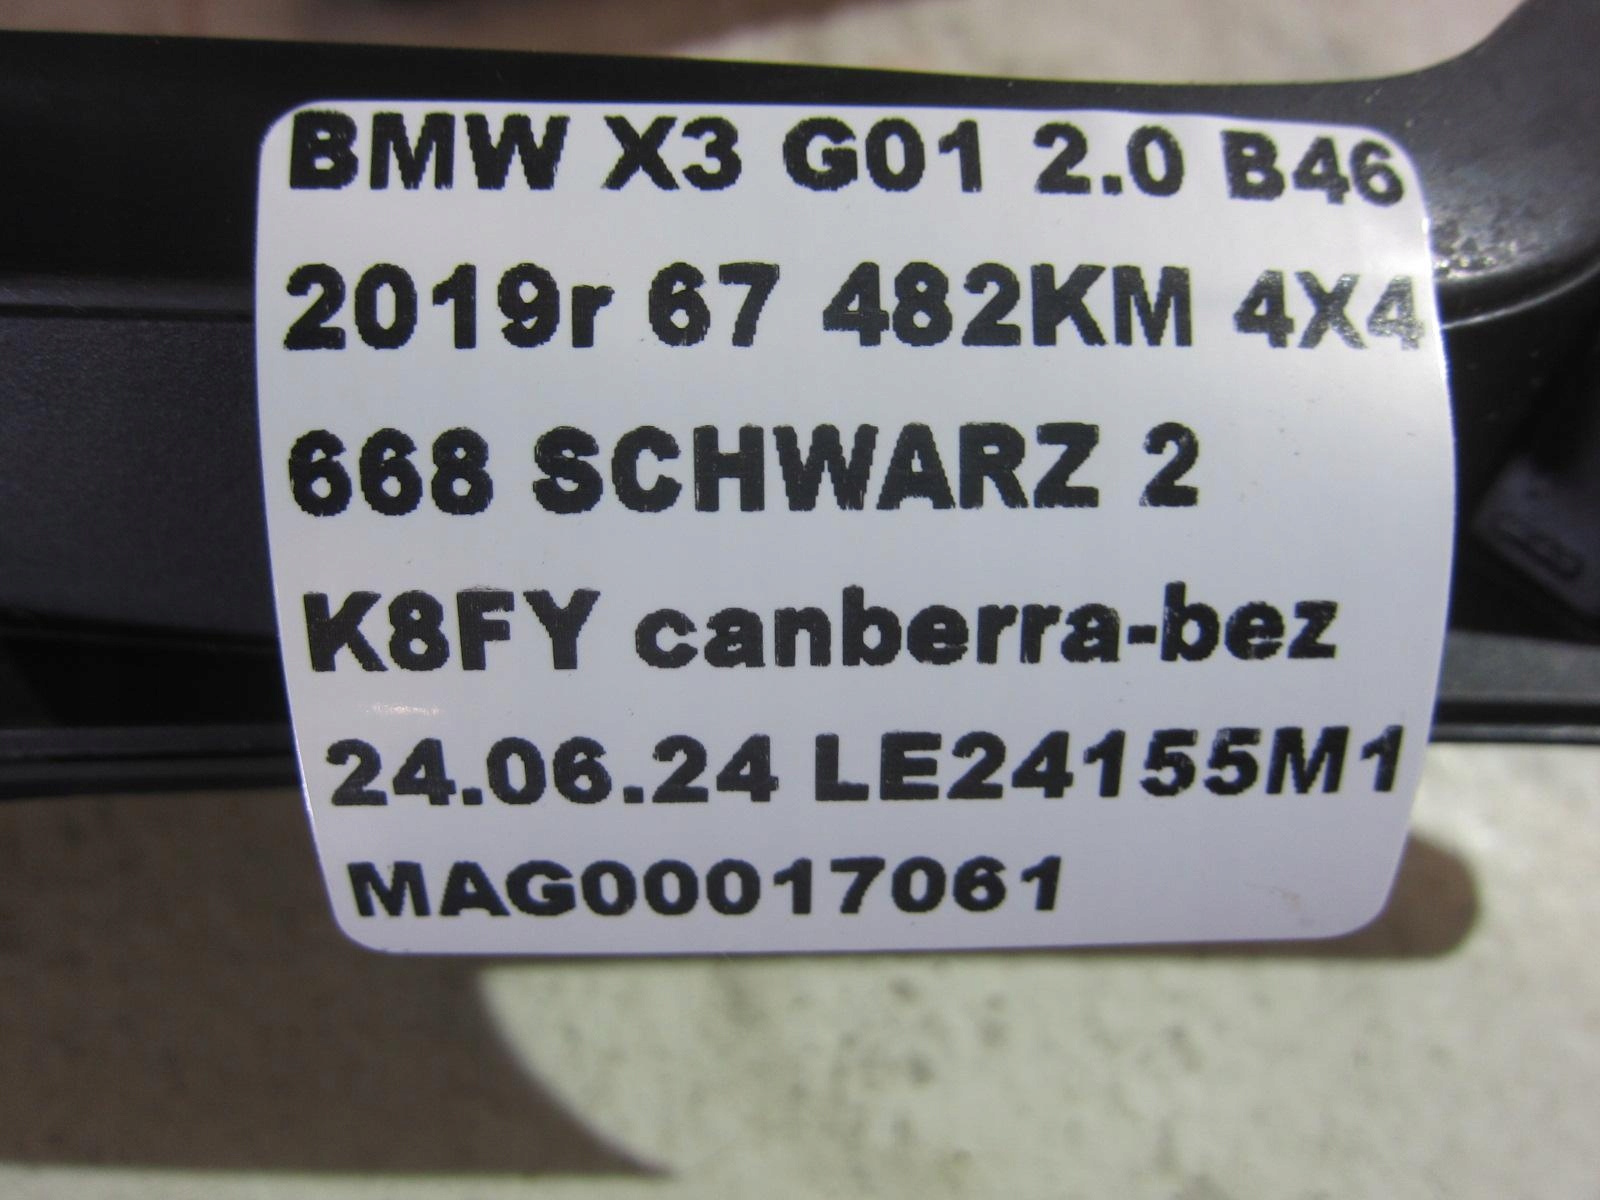 BMW X3 G01 2.0 B46
2019r 67 482KM 4X4
668 SCHWARZ 2
K8FY canberra-bez
24.06.24 LE24155M1
MAG00017061